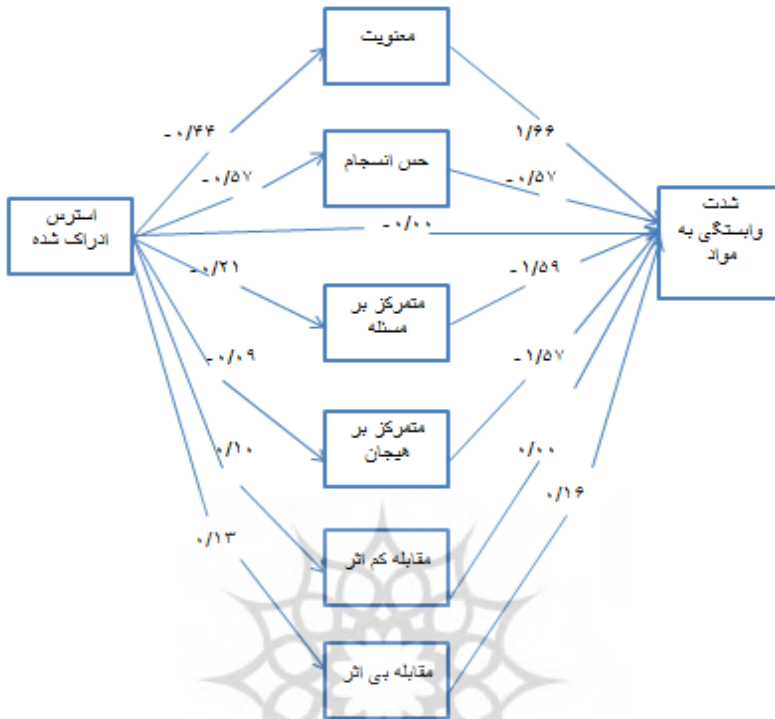 معنویت
-۰/۴۴
۱/۶۶
حس انسجام
-۰/۵۷
-۰/۵۷
استرس
ادراک شده
شدت
وابستگی به
مواد
-۰/۰۰
-۰/۲۱
-۱/۵۹
متمرکز بر
مسئله
-۰/۰۹
-۱/۵۷
متمرکز بر
هیجان
۰/۱۰
۰/۰۰
۰/۱۳
۰/۱۶
مقابله کم اثر
مقابله بی اثر